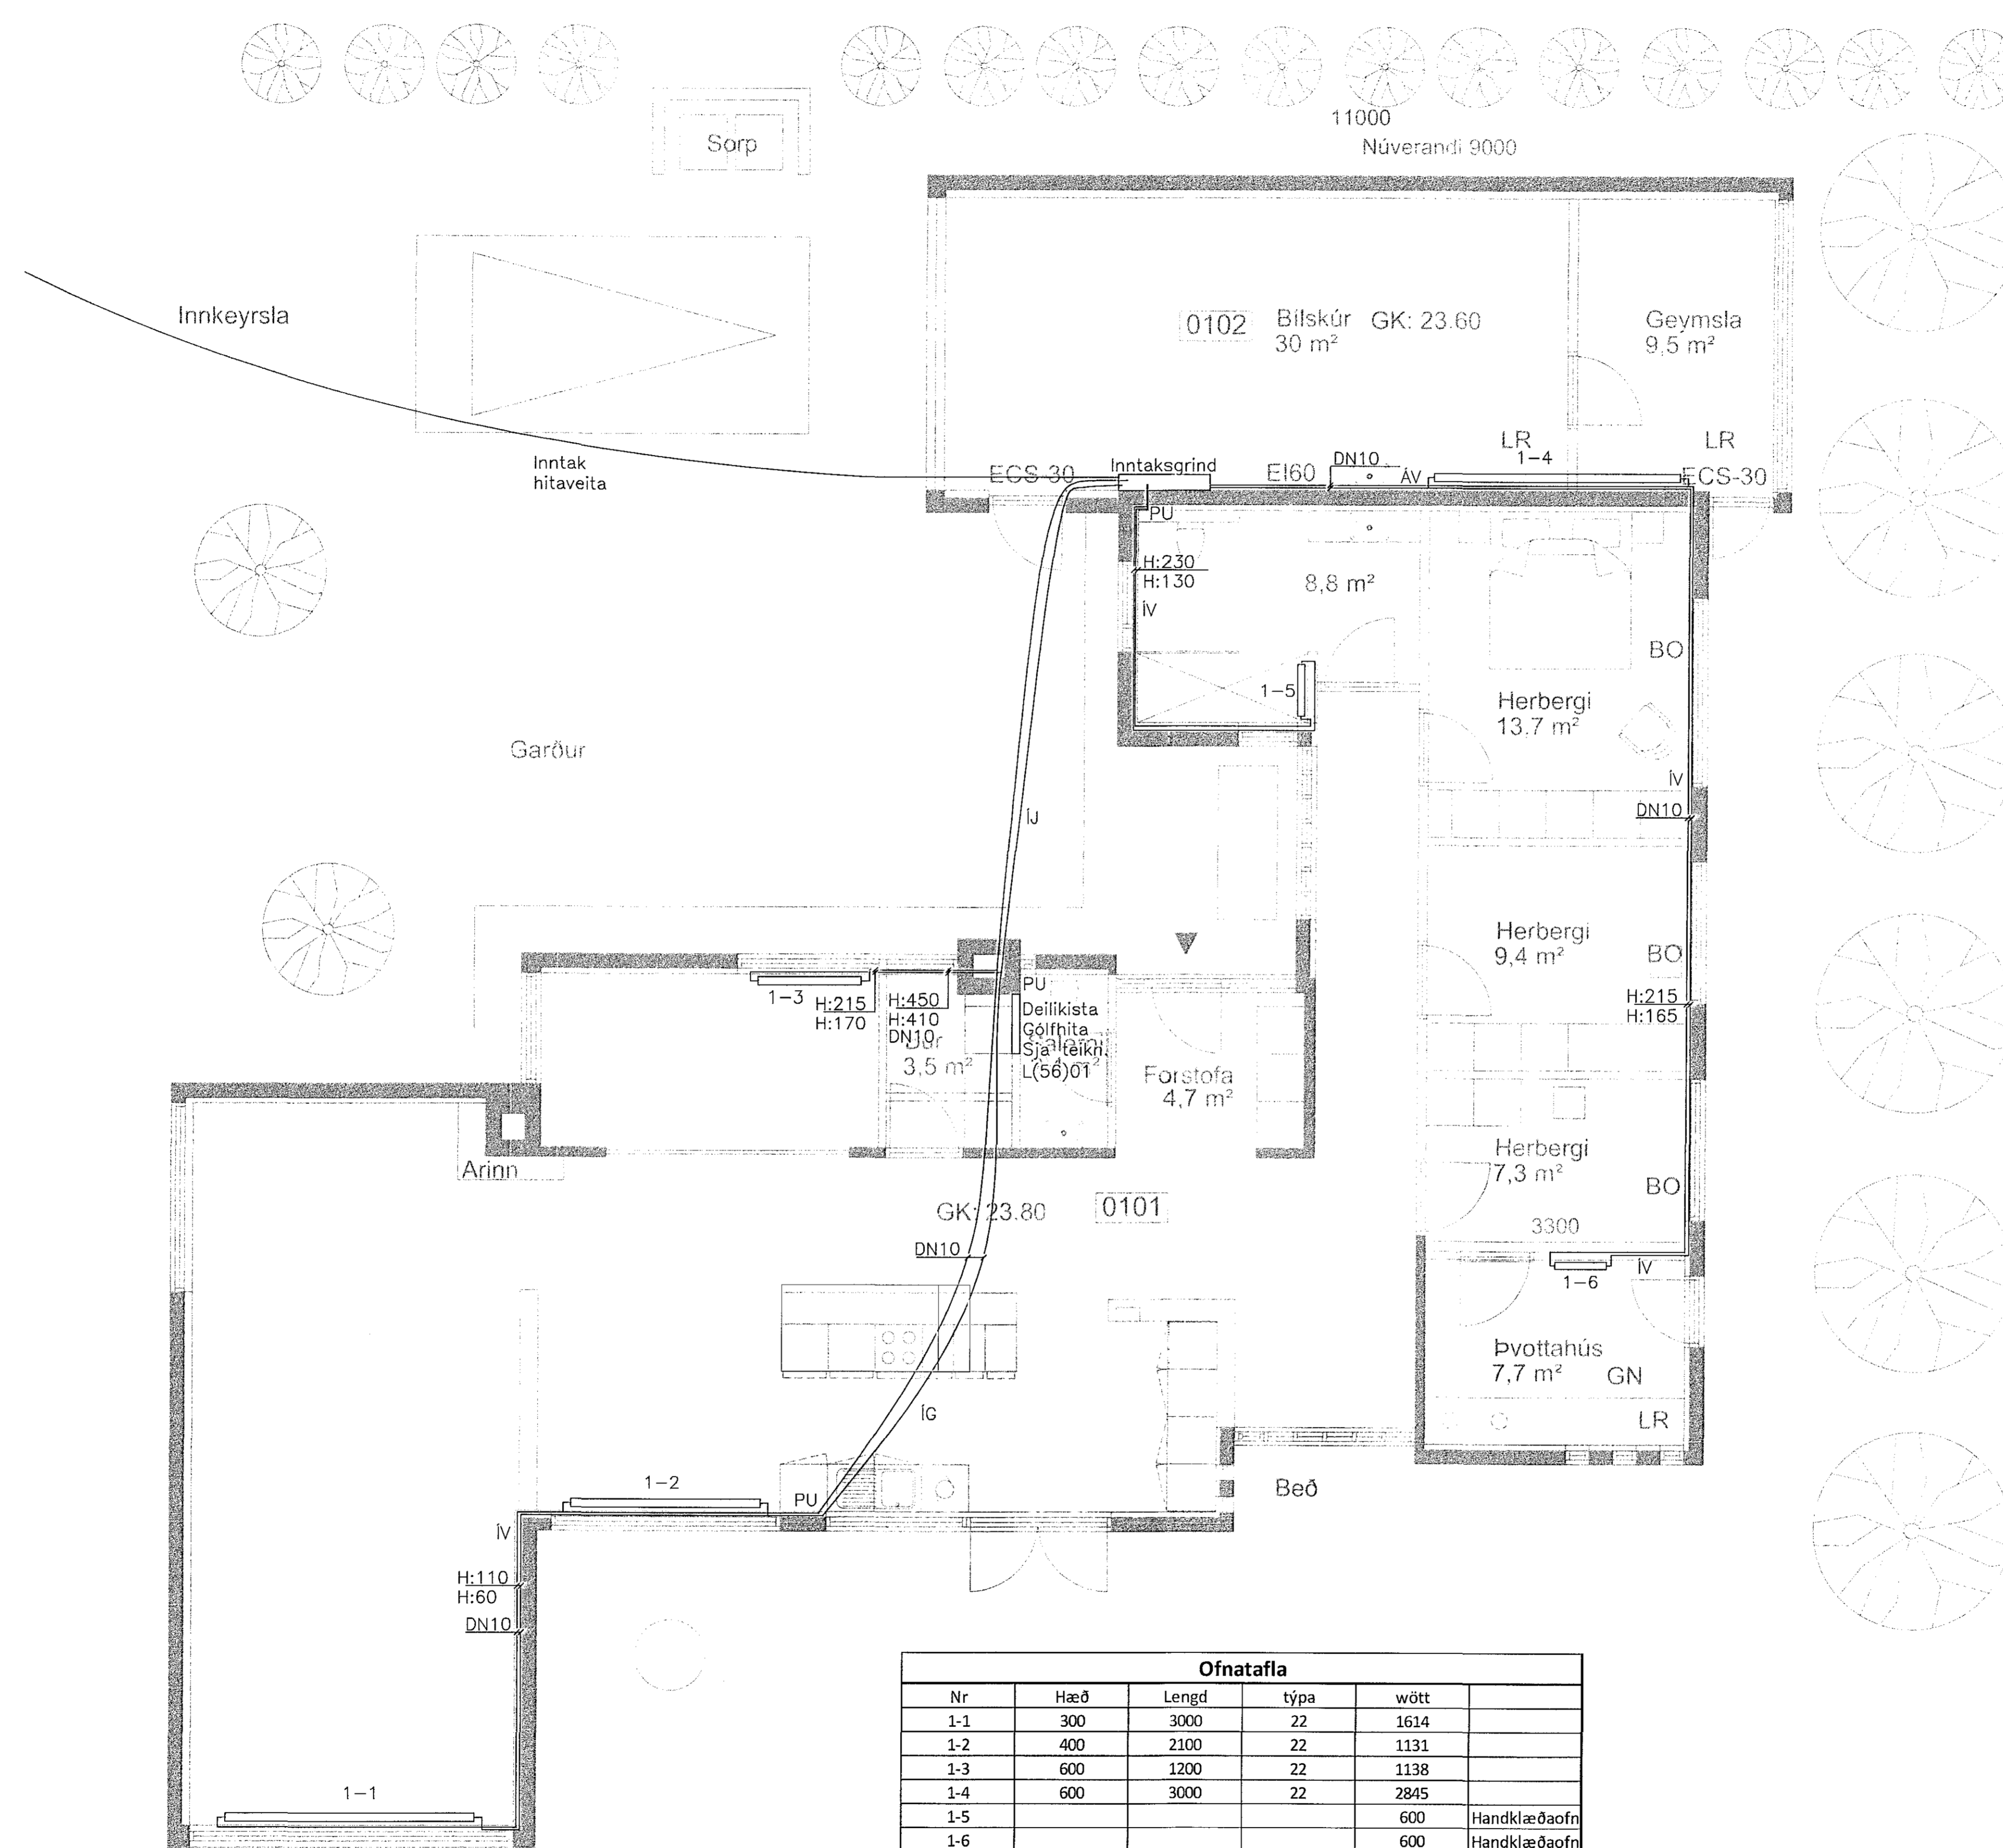 Sorp
11000
Núverandi 9000
Innkeyrsla
0102
Bílskúr GK: 23.60
30 m²
Geymsla
9,5 m²
LR
LR
Inntak
hitaveita
ECS-30
Inntaksgrind
EI60
DN10
ÁV
1-4
ECS-30
PU
H:230
H:130
ÍV
8,8 m²
BO
1-5
Herbergi
13.7 m²
Garður
ÍV
DN10
ÍJ
Herbergi
9,4 m²
BO
H:215
H:165
1-3
H:215
H:170
H:450
H:410
DN10
Búr
3,5 m²
PU
Deilikista
Gólfhita
Sjá teikn.
L(56)01
Forstofa
4,7 m²
Herbergi
7,3 m²
BO
Arinn
GK: 23.80
0101
3300
DN10
ÍV
1-6
Þvottahús
7,7 m²
GN
LR
ÍG
1-2
PU
Beð
ÍV
H:110
H:60
DN10
1-1
Ofnatafla
Nr Hæð Lengd týpa wött
1-1 300 3000 22 1614
1-2 400 2100 22 1131
1-3 600 1200 22 1138
1-4 600 3000 22 2845
1-5 600 Handklæðaofn
1-6 600 Handklæðaofn